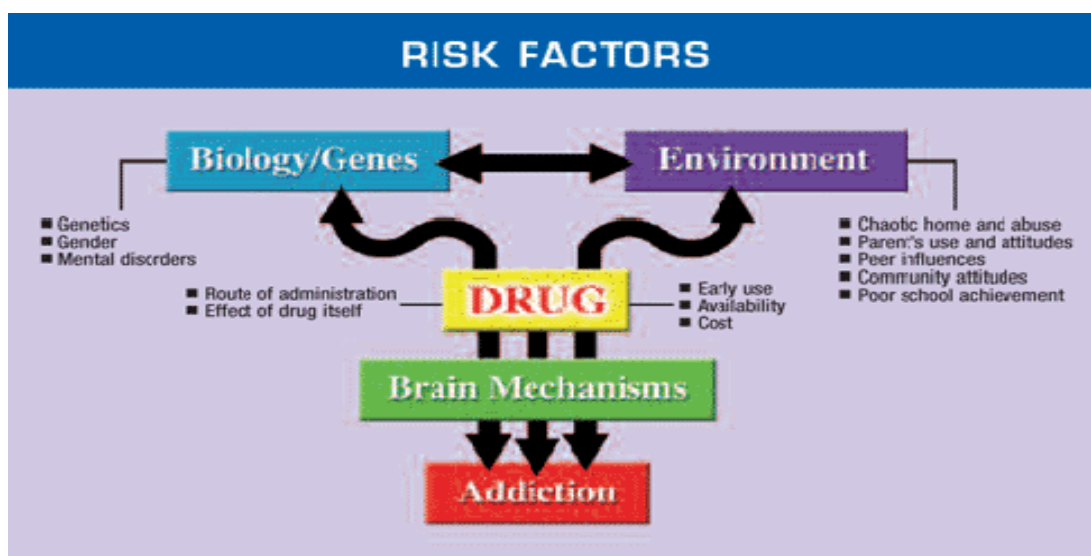 RISK FACTORS
Biology/Genes
Environment
■ Genetics
■ Gender
■ Mental disorders
■ Chaotic home and abuse
■ Parent's use and attitudes
■ Peer influences
■ Community attitudes
■ Poor school achievement
■ Route of administration
■ Effect of drug itself
DRUG
■ Early use
■ Availability
■ Cost
Brain Mechanisms
Addiction